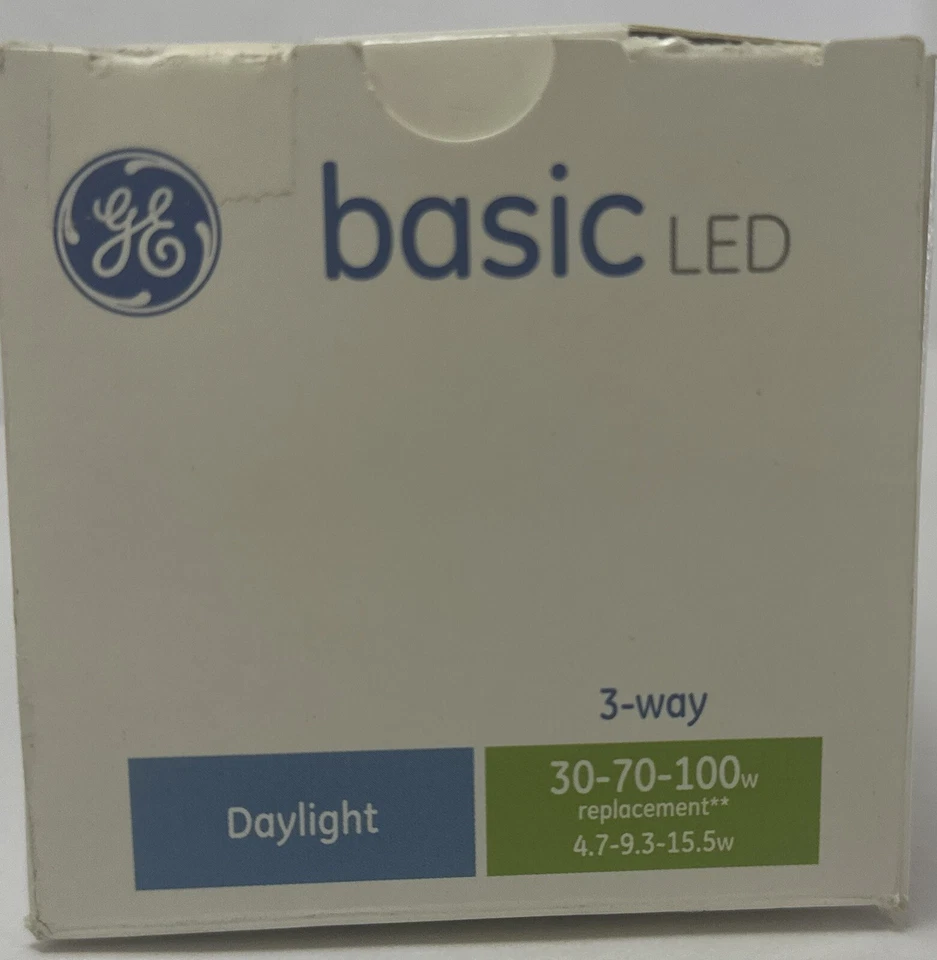 GE
basic LED
3-way
Daylight
30-70-100w
replacement**
4.7-9.3-15.5w